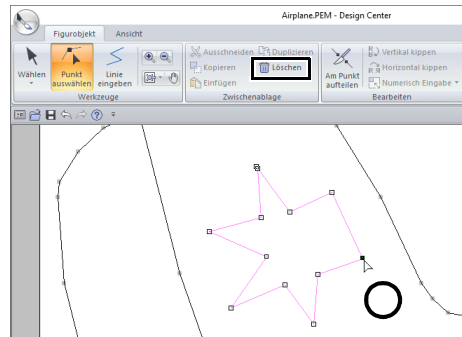 Airplane.PEM - Design Center
Figurobjekt Ansicht
Wählen
Punkt auswählen
Linie eingeben
Werkzeuge
Ausschneiden Duplizieren
Kopieren Löschen
Einfügen
Zwischenablage
Am Punkt aufteilen
Vertikal kippen
Horizontal kippen
Numerisch Eingabe
Bearbeiten